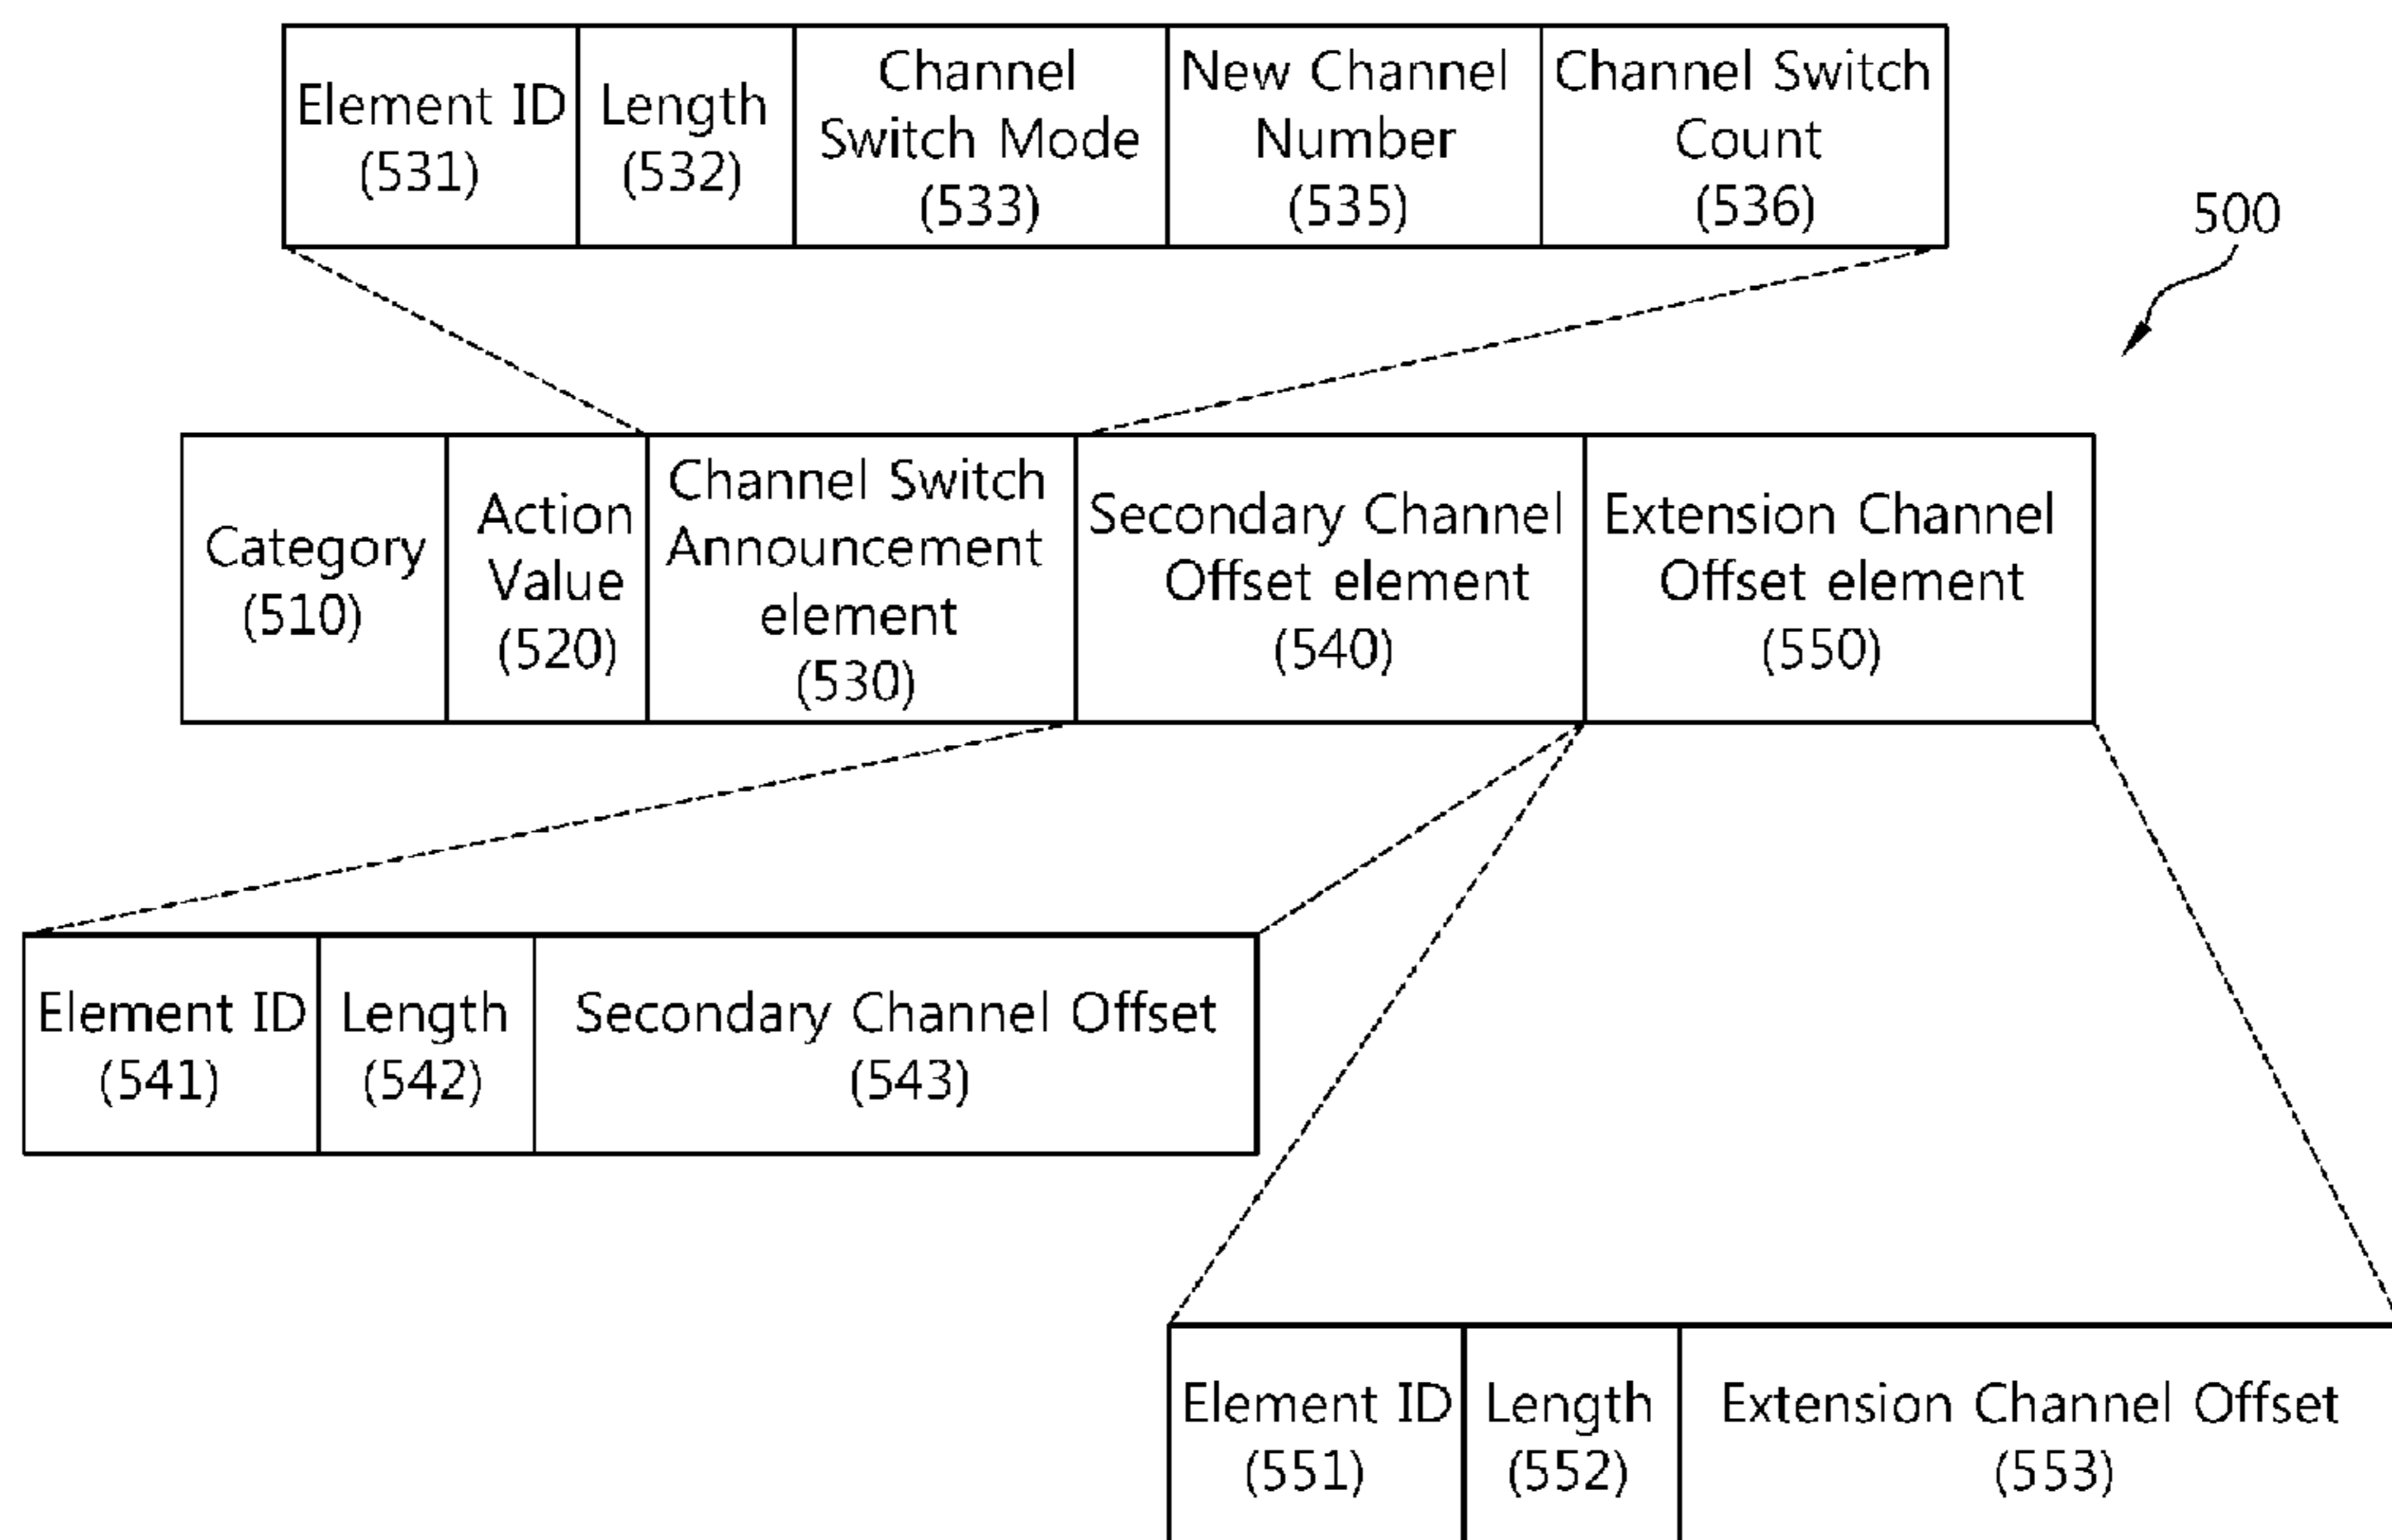 Element ID
(531)
Length
(532)
Channel
Switch Mode
(533)
New Channel
Number
(535)
Channel Switch
Count
(536)
500
Category
(510)
Action
Value
(520)
Channel Switch
Announcement
element
(530)
Secondary Channel
Offset element
(540)
Extension Channel
Offset element
(550)
Element ID
(541)
Length
(542)
Secondary Channel Offset
(543)
Element ID
(551)
Length
(552)
Extension Channel Offset
(553)